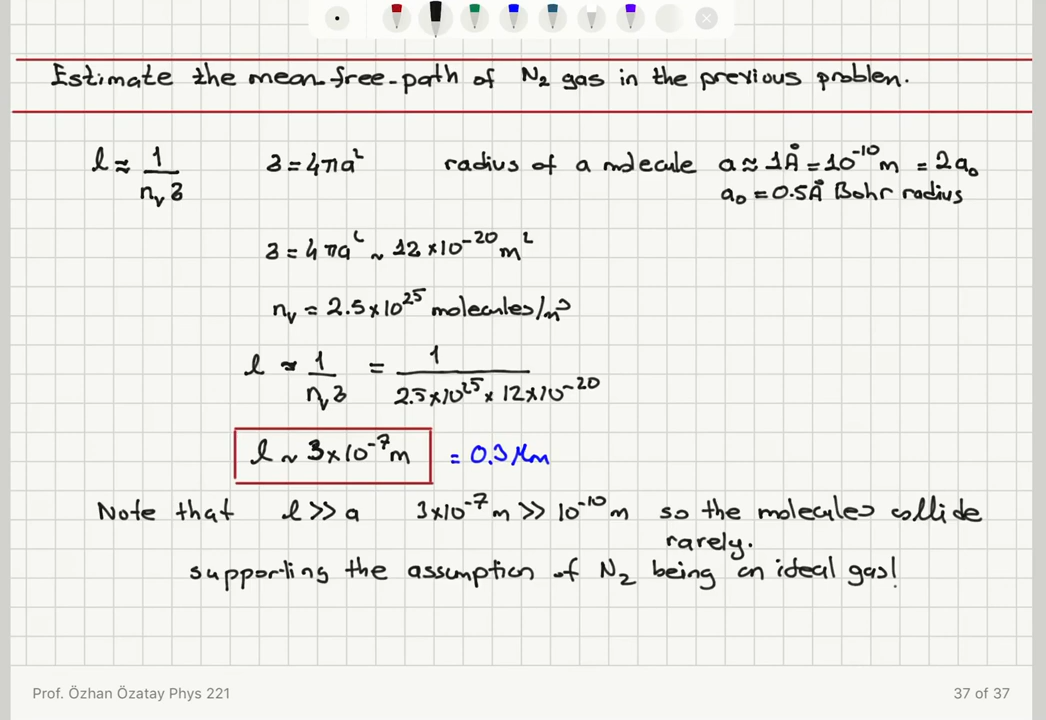 Estimate the mean-free-path of N₂ gas in the previous problem.
l ≈ 1/(nᵥ ϭ)    ϭ = 4πa²    radius of a molecule a ≈ 1Å = 10⁻¹⁰ m = 2a₀
a₀ = 0.5Å Bohr radius
ϭ = 4πa² ~ 12×10⁻²⁰ m²
nᵥ = 2.5×10²⁵ molecules/m³
l ≈ 1/(nᵥ ϭ) = 1/(2.5×10²⁵ × 12×10⁻²⁰)
l ~ 3×10⁻⁷ m = 0.3 μm
Note that l >> a    3×10⁻⁷ m >> 10⁻¹⁰ m so the molecules collide
rarely.
supporting the assumption of N₂ being an ideal gas!
Prof. Özhan Özatay Phys 221    37 of 37